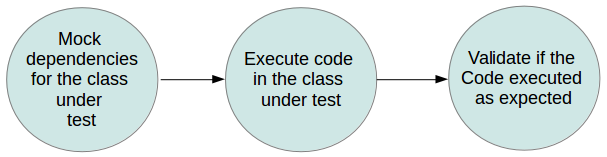 Mock
dependencies
for the class
under
test
Execute code
in the class
under test
Validate if the
Code executed
as expected